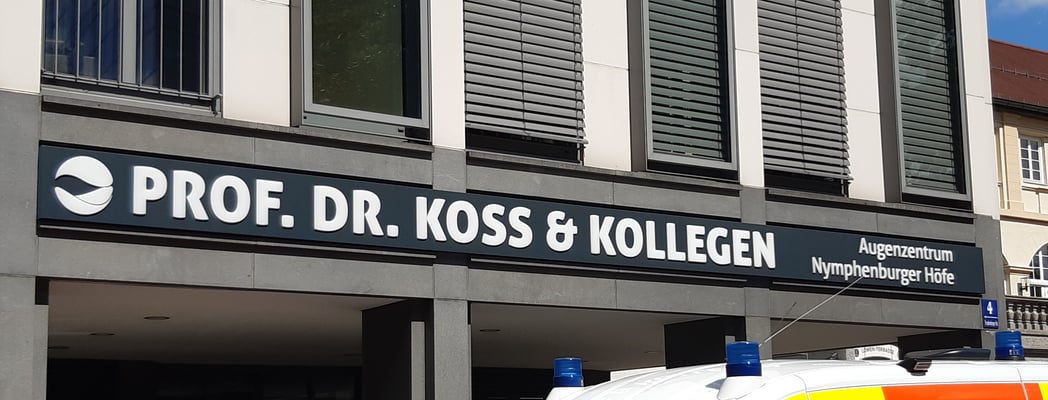 PROF. DR. KOSS & KOLLEGEN
Augenzentrum
Nymphenburger Höfe
4